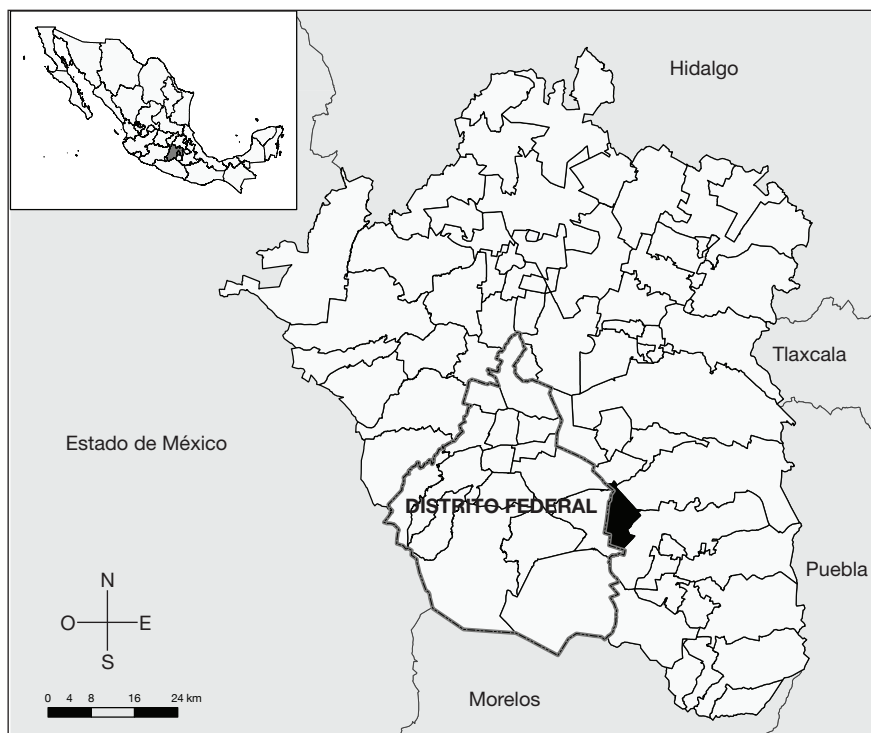 Hidalgo
Tlaxcala
Estado de México
DISTRITO FEDERAL
Puebla
N
O E
S
0 4 8 16 24 km
Morelos